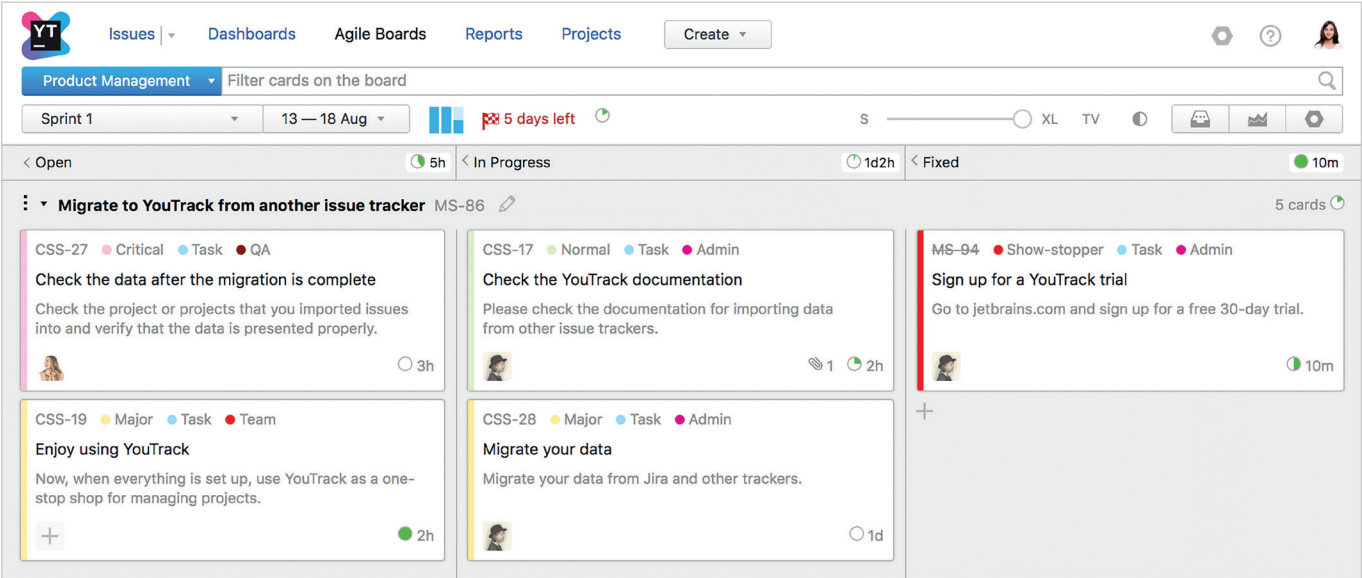 YT
Issues
Dashboards
Agile Boards
Reports
Projects
Create
Product Management
Filter cards on the board
Sprint 1
13 — 18 Aug
5 days left
S
XL
TV
Open
5h
In Progress
1d2h
Fixed
10m
Migrate to YouTrack from another issue tracker MS-86
5 cards
CSS-27 Critical Task QA
Check the data after the migration is complete
Check the project or projects that you imported issues
into and verify that the data is presented properly.
3h
CSS-19 Major Task Team
Enjoy using YouTrack
Now, when everything is set up, use YouTrack as a one-
stop shop for managing projects.
2h
CSS-17 Normal Task Admin
Check the YouTrack documentation
Please check the documentation for importing data
from other issue trackers.
1 2h
CSS-28 Major Task Admin
Migrate your data
Migrate your data from Jira and other trackers.
1d
MS-94 Show-stopper Task Admin
Sign up for a YouTrack trial
Go to jetbrains.com and sign up for a free 30-day trial.
10m